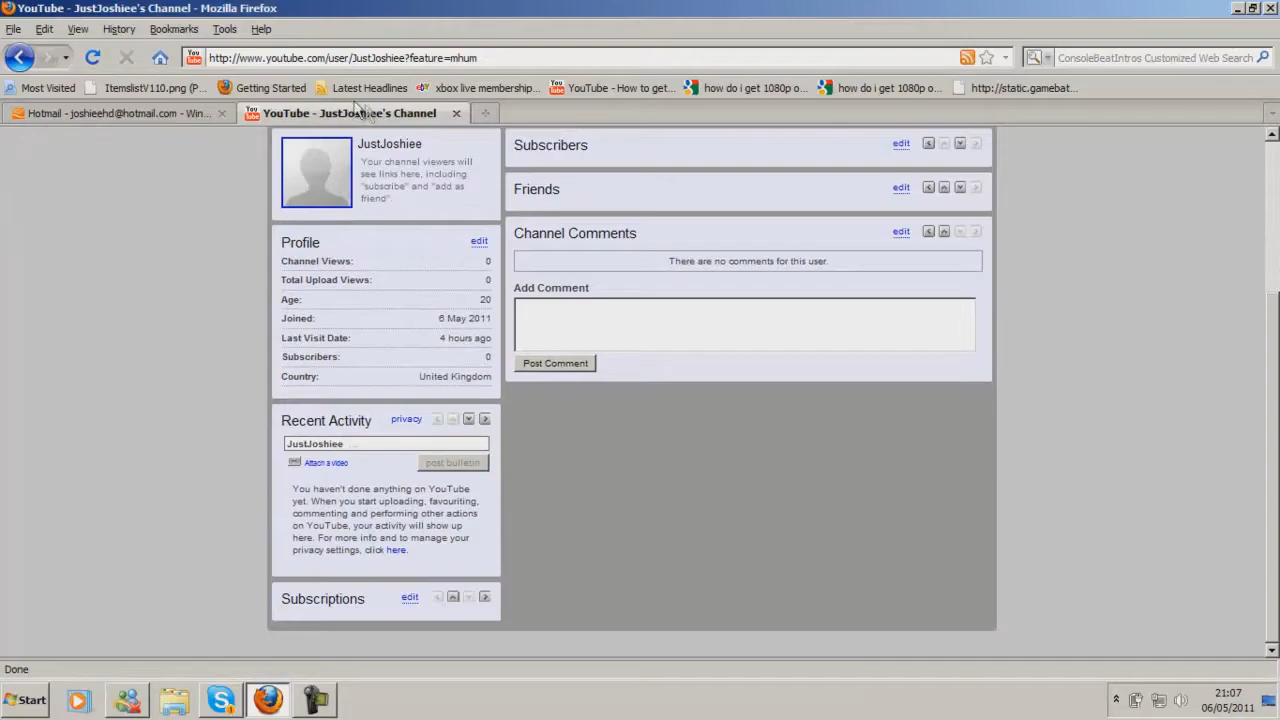 YouTube - JustJoshiee's Channel - Mozilla Firefox
File Edit View History Bookmarks Tools Help
http://www.youtube.com/user/JustJoshiee?feature=mhum
ConsoleBeatIntros Customized Web Search
Most Visited ItemslistV110.png (P... Getting Started Latest Headlines xbox live membership... YouTube - How to get... how do i get 1080p o... how do i get 1080p o... http://static.gamebat...
Hotmail - joshieehd@hotmail.com - Win... YouTube - JustJoshiee's Channel
JustJoshiee
Your channel viewers will
see links here, including
"subscribe" and "add as
friend".
Profile edit
Channel Views: 0
Total Upload Views: 0
Age: 20
Joined: 6 May 2011
Last Visit Date: 4 hours ago
Subscribers: 0
Country: United Kingdom
Recent Activity privacy
JustJoshiee ...
Attach a video post bulletin
You haven't done anything on YouTube
yet. When you start uploading, favouriting,
commenting and performing other actions
on YouTube, your activity will show up
here. For more info and to manage your
privacy settings, click here.
Subscriptions edit
Subscribers edit
Friends edit
Channel Comments edit
There are no comments for this user.
Add Comment
Post Comment
Done
Start
21:07
06/05/2011